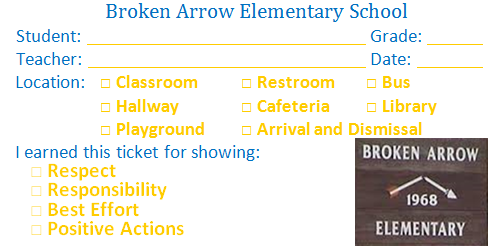 Broken Arrow Elementary School
Student: ______________________________ Grade: ______
Teacher: ______________________________ Date: _______
Location: □ Classroom □ Restroom □ Bus
□ Hallway □ Cafeteria □ Library
□ Playground □ Arrival and Dismissal
I earned this ticket for showing:
□ Respect
□ Responsibility
□ Best Effort
□ Positive Actions
BROKEN ARROW
1968
ELEMENTARY